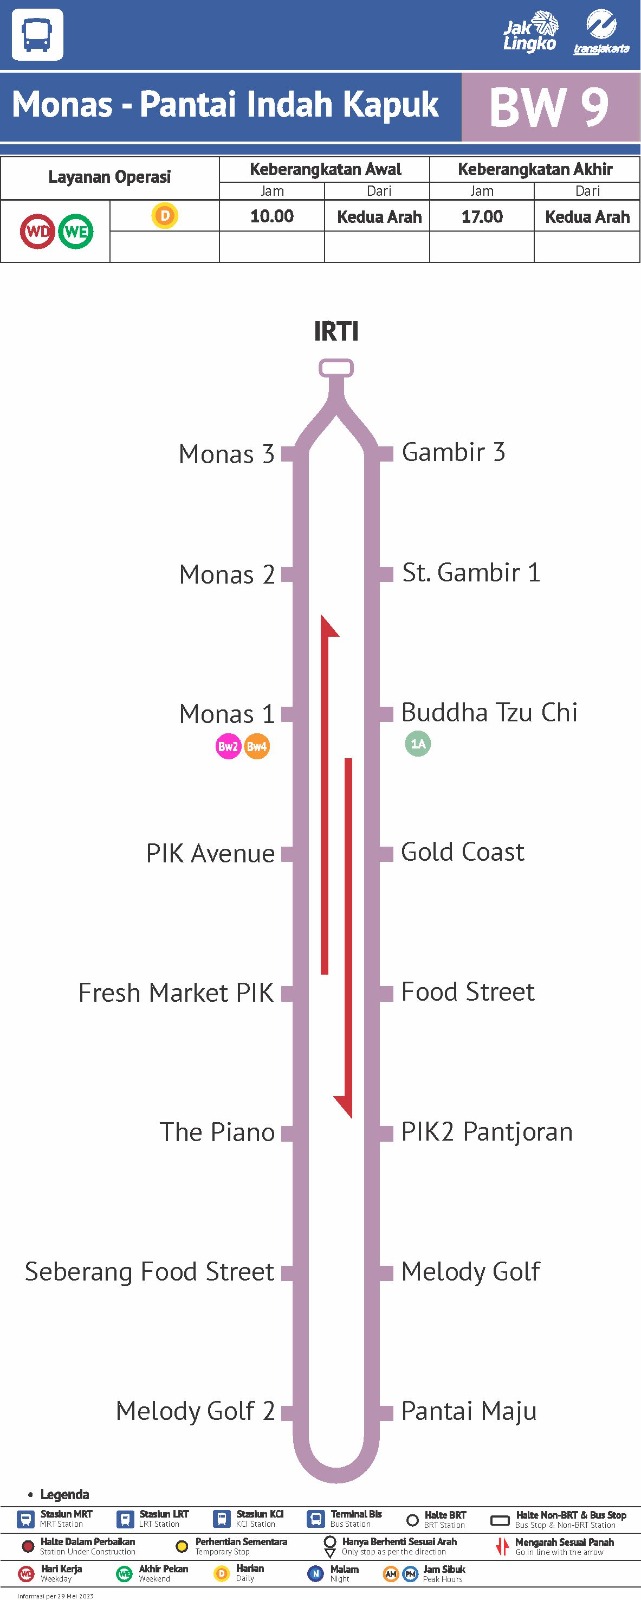 Jak
Lingko
transjakarta
Monas - Pantai Indah Kapuk
BW 9
Layanan Operasi
Keberangkatan Awal
Keberangkatan Akhir
Jam
Dari
Jam
Dari
WD WE
D
10.00
Kedua Arah
17.00
Kedua Arah
IRTI
Monas 3
Gambir 3
Monas 2
St. Gambir 1
Monas 1
Buddha Tzu Chi
Bw2 Bw4
1A
PIK Avenue
Gold Coast
Fresh Market PIK
Food Street
The Piano
PIK2 Pantjoran
Seberang Food Street
Melody Golf
Melody Golf 2
Pantai Maju
• Legenda
Stasiun MRT
MRT Station
Stasiun LRT
LRT Station
Stasiun KCI
KCI Station
Terminal Bis
Bus Station
Halte BRT
BRT Station
Halte Non-BRT & Bus Stop
Bus Stop & Non-BRT Station
Halte Dalam Perbaikan
Station Under Construction
Perhentian Sementara
Temporary Stop
Hanya Berhenti Sesuai Arah
Only stop as per the direction
Mengarah Sesuai Panah
Go in line with the arrow
WD
Hari Kerja
Weekday
WE
Akhir Pekan
Weekend
D
Harian
Daily
N
Malam
Night
AM PM
Jam Sibuk
Peak Hours
Informasi per 29 Mei 2023